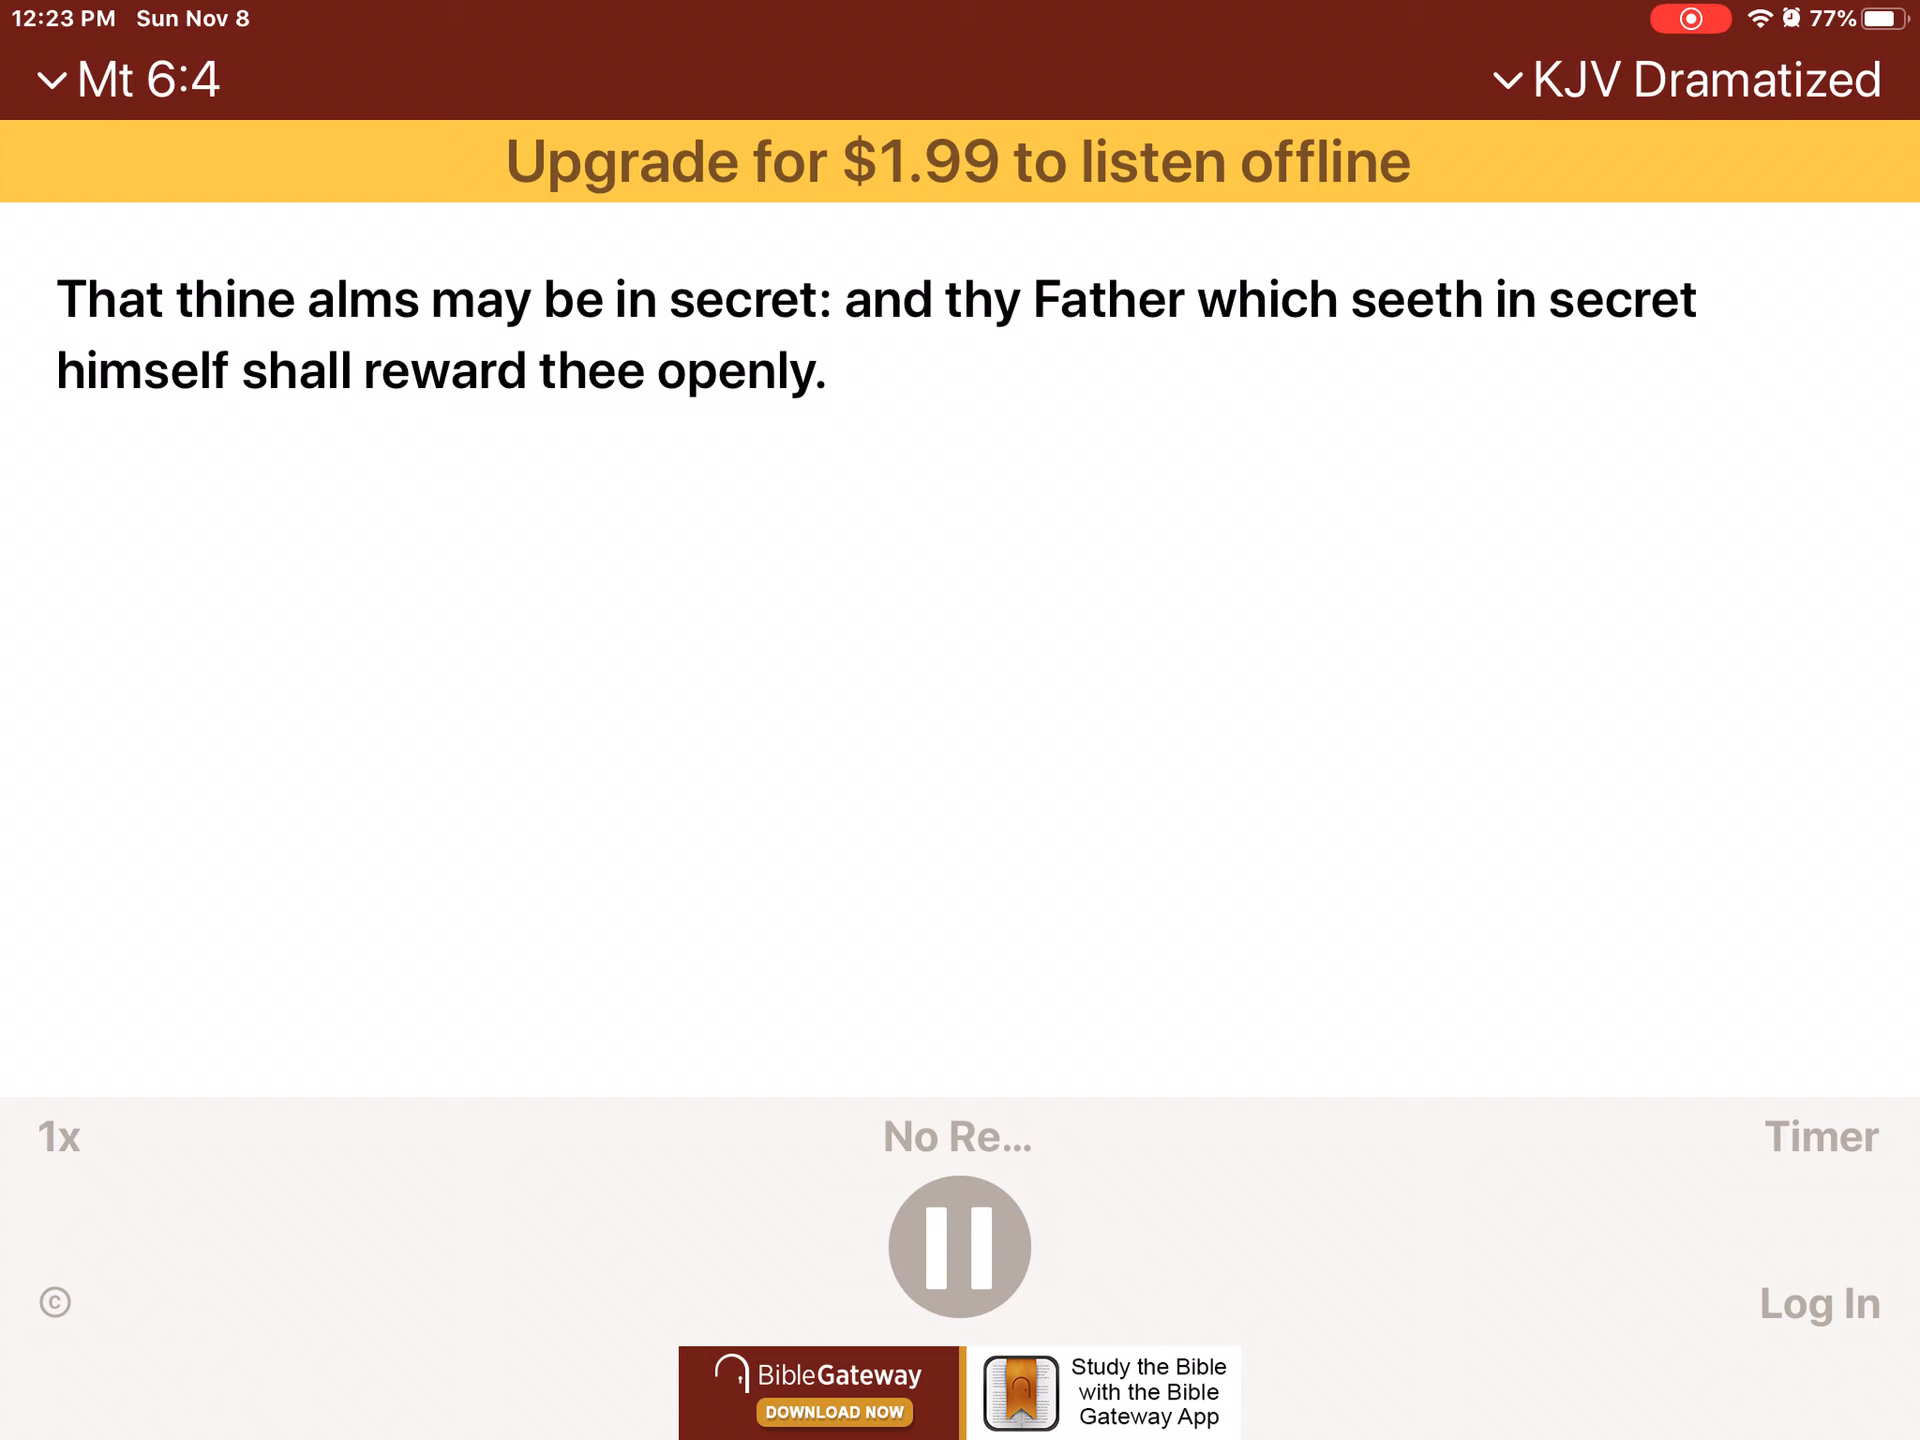 12:23 PM Sun Nov 8
77%
Mt 6:4
KJV Dramatized
Upgrade for $1.99 to listen offline
That thine alms may be in secret: and thy Father which seeth in secret
himself shall reward thee openly.
1x
No Re...
Timer
©
Log In
BibleGateway
DOWNLOAD NOW
Study the Bible
with the Bible
Gateway App